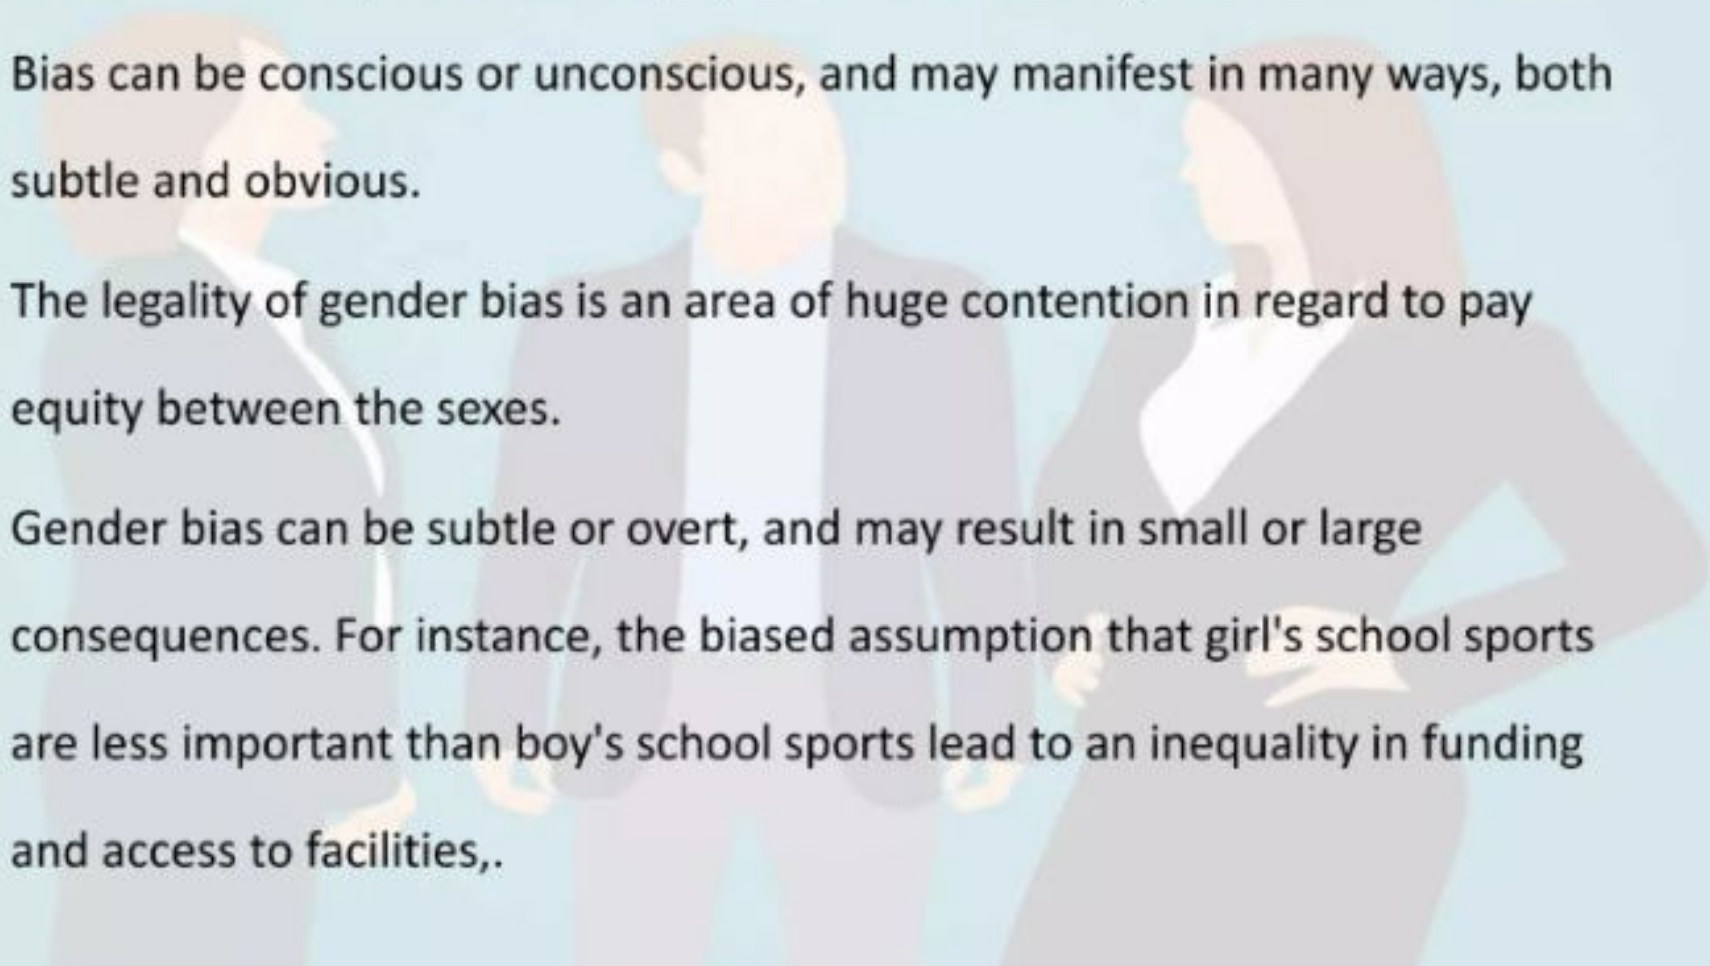 Bias can be conscious or unconscious, and may manifest in many ways, both
subtle and obvious.
The legality of gender bias is an area of huge contention in regard to pay
equity between the sexes.
Gender bias can be subtle or overt, and may result in small or large
consequences. For instance, the biased assumption that girl's school sports
are less important than boy's school sports lead to an inequality in funding
and access to facilities,.